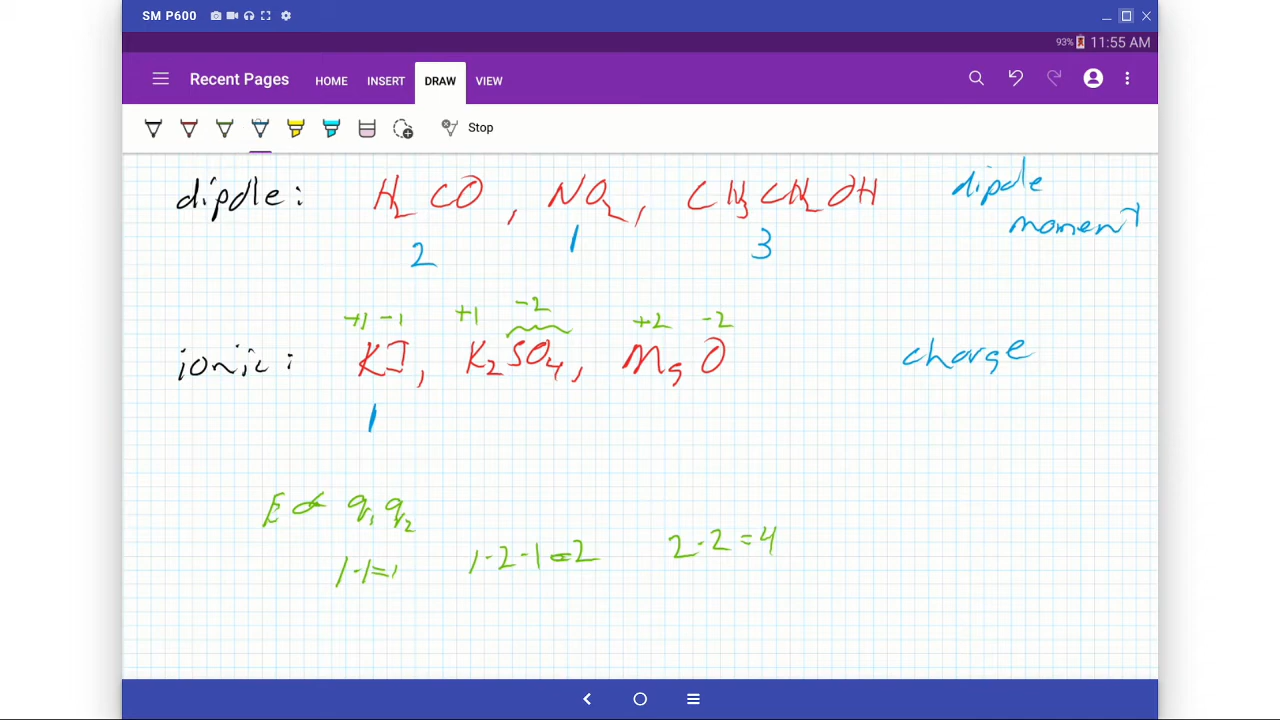 SM P600
93% 11:55 AM
Recent Pages HOME INSERT DRAW VIEW
Stop
dipole: H2CO, NO2, CH3CH2OH dipole moment
2 1 3
+1 -1 +1 -2 +2 -2
ionic: KI, K2SO4, MgO charge
1
E ∝ q1 q2
1·1=1 1·2·1=2 2·2=4